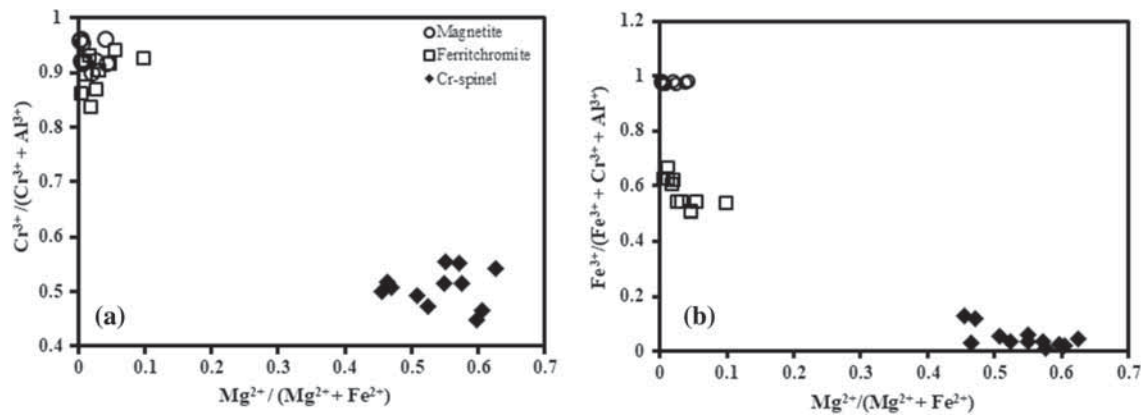 Cr³⁺/(Cr³⁺ + Al³⁺)
1
0.9
0.8
0.7
0.6
0.5
0.4
Magnetite
Ferritchromite
Cr-spinel
(a)
0 0.1 0.2 0.3 0.4 0.5 0.6 0.7
Mg²⁺/ (Mg²⁺ + Fe²⁺)
Fe³⁺/(Fe³⁺ + Cr³⁺ + Al³⁺)
1.2
1
0.8
0.6
0.4
0.2
0
(b)
0 0.1 0.2 0.3 0.4 0.5 0.6 0.7
Mg²⁺/(Mg²⁺ + Fe²⁺)